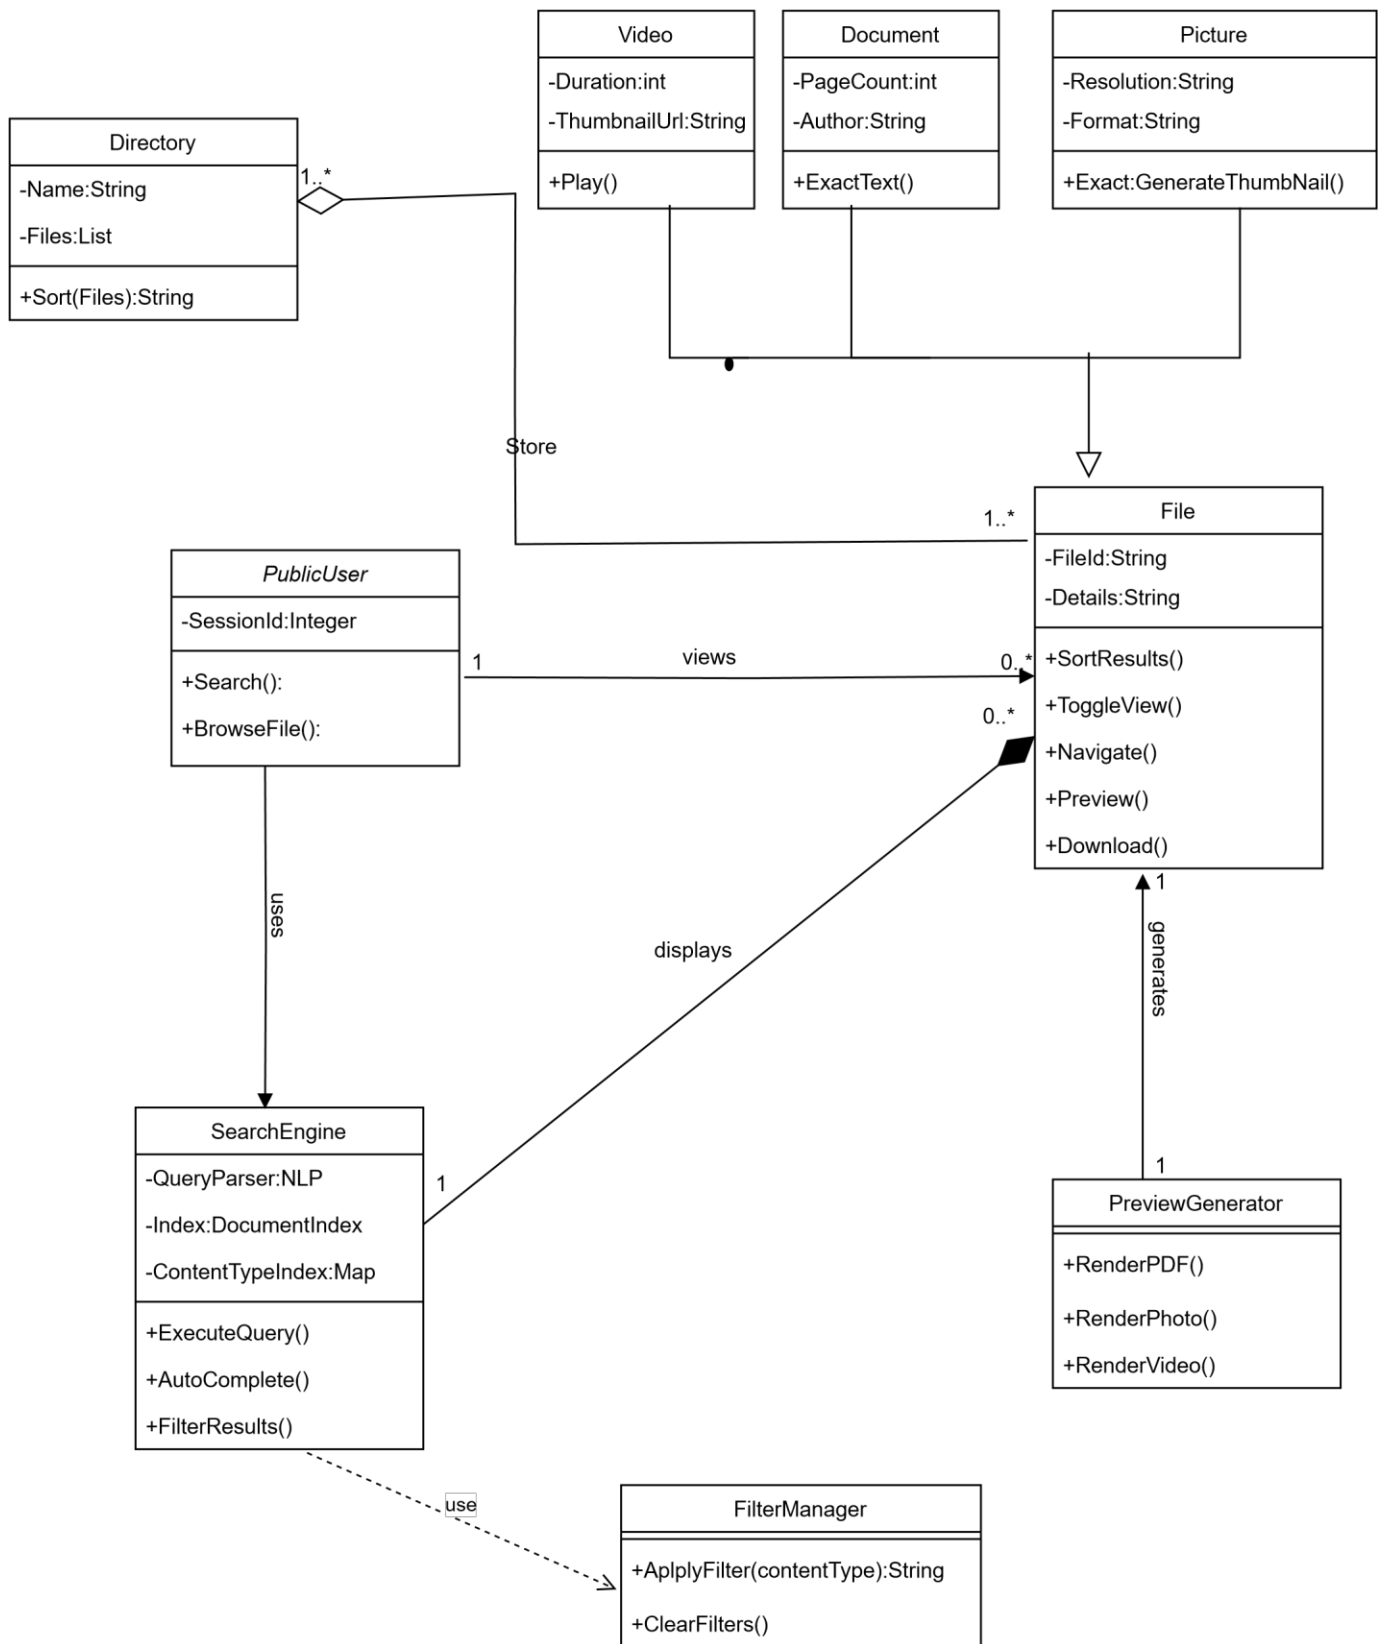 Video
-Duration:int
-ThumbnailUrl:String
+Play()
Document
-PageCount:int
-Author:String
+ExactText()
Picture
-Resolution:String
-Format:String
+Exact:GenerateThumbNail()
Directory
-Name:String
-Files:List
+Sort(Files):String
1..*
Store
1..*
File
-FileId:String
-Details:String
+SortResults()
+ToggleView()
+Navigate()
+Preview()
+Download()
PublicUser
-SessionId:Integer
+Search():
+BrowseFile():
1
views
0..*
0..*
uses
displays
1
generates
1
SearchEngine
-QueryParser:NLP
-Index:DocumentIndex
-ContentTypeIndex:Map
+ExecuteQuery()
+AutoComplete()
+FilterResults()
1
PreviewGenerator
+RenderPDF()
+RenderPhoto()
+RenderVideo()
use
FilterManager
+AplplyFilter(contentType):String
+ClearFilters()